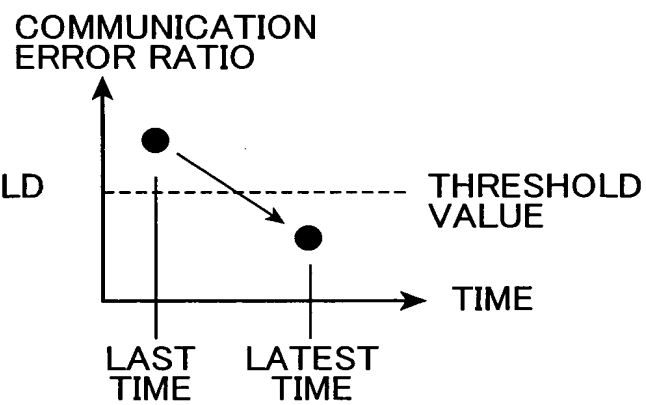 COMMUNICATION
ERROR RATIO
LD
THRESHOLD
VALUE
TIME
LAST
TIME
LATEST
TIME